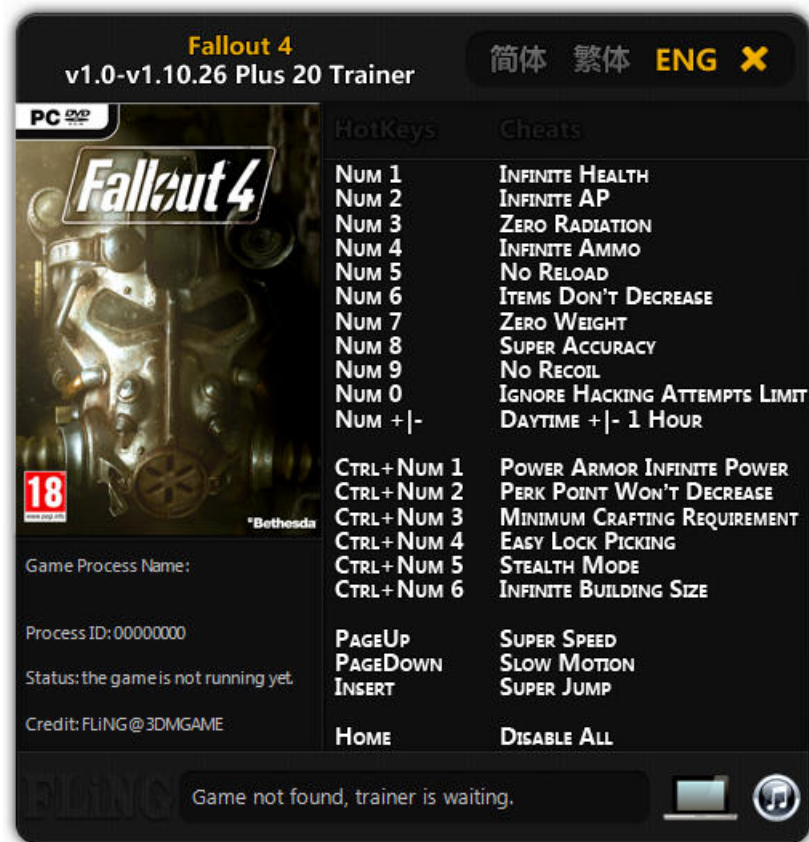 Fallout 4
v1.0-v1.10.26 Plus 20 Trainer
简体 繁体 ENG
PC DVD ROM
Fallout 4
18
www.pegi.info
Bethesda
Game Process Name:
Process ID: 00000000
Status: the game is not running yet.
Credit: FLiNG@3DMGAME
HotKeys Cheats
Num 1 Infinite Health
Num 2 Infinite AP
Num 3 Zero Radiation
Num 4 Infinite Ammo
Num 5 No Reload
Num 6 Items Don't Decrease
Num 7 Zero Weight
Num 8 Super Accuracy
Num 9 No Recoil
Num 0 Ignore Hacking Attempts Limit
Num +|- Daytime +|- 1 Hour
Ctrl+Num 1 Power Armor Infinite Power
Ctrl+Num 2 Perk Point Won't Decrease
Ctrl+Num 3 Minimum Crafting Requirement
Ctrl+Num 4 Easy Lock Picking
Ctrl+Num 5 Stealth Mode
Ctrl+Num 6 Infinite Building Size
PageUp Super Speed
PageDown Slow Motion
Insert Super Jump
Home Disable All
FLiNG
Game not found, trainer is waiting.